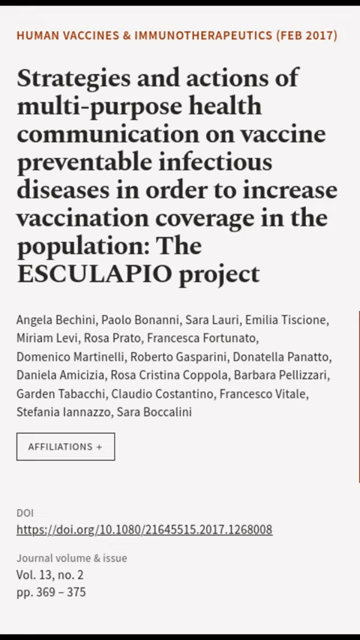 HUMAN VACCINES & IMMUNOTHERAPEUTICS (FEB 2017)
Strategies and actions of
multi-purpose health
communication on vaccine
preventable infectious
diseases in order to increase
vaccination coverage in the
population: The
ESCULAPIO project
Angela Bechini, Paolo Bonanni, Sara Lauri, Emilia Tiscione,
Miriam Levi, Rosa Prato, Francesca Fortunato,
Domenico Martinelli, Roberto Gasparini, Donatella Panatto,
Daniela Amicizia, Rosa Cristina Coppola, Barbara Pellizzari,
Garden Tabacchi, Claudio Costantino, Francesco Vitale,
Stefania Iannazzo, Sara Boccalini
AFFILIATIONS +
DOI
https://doi.org/10.1080/21645515.2017.1268008
Journal volume & issue
Vol. 13, no. 2
pp. 369 – 375